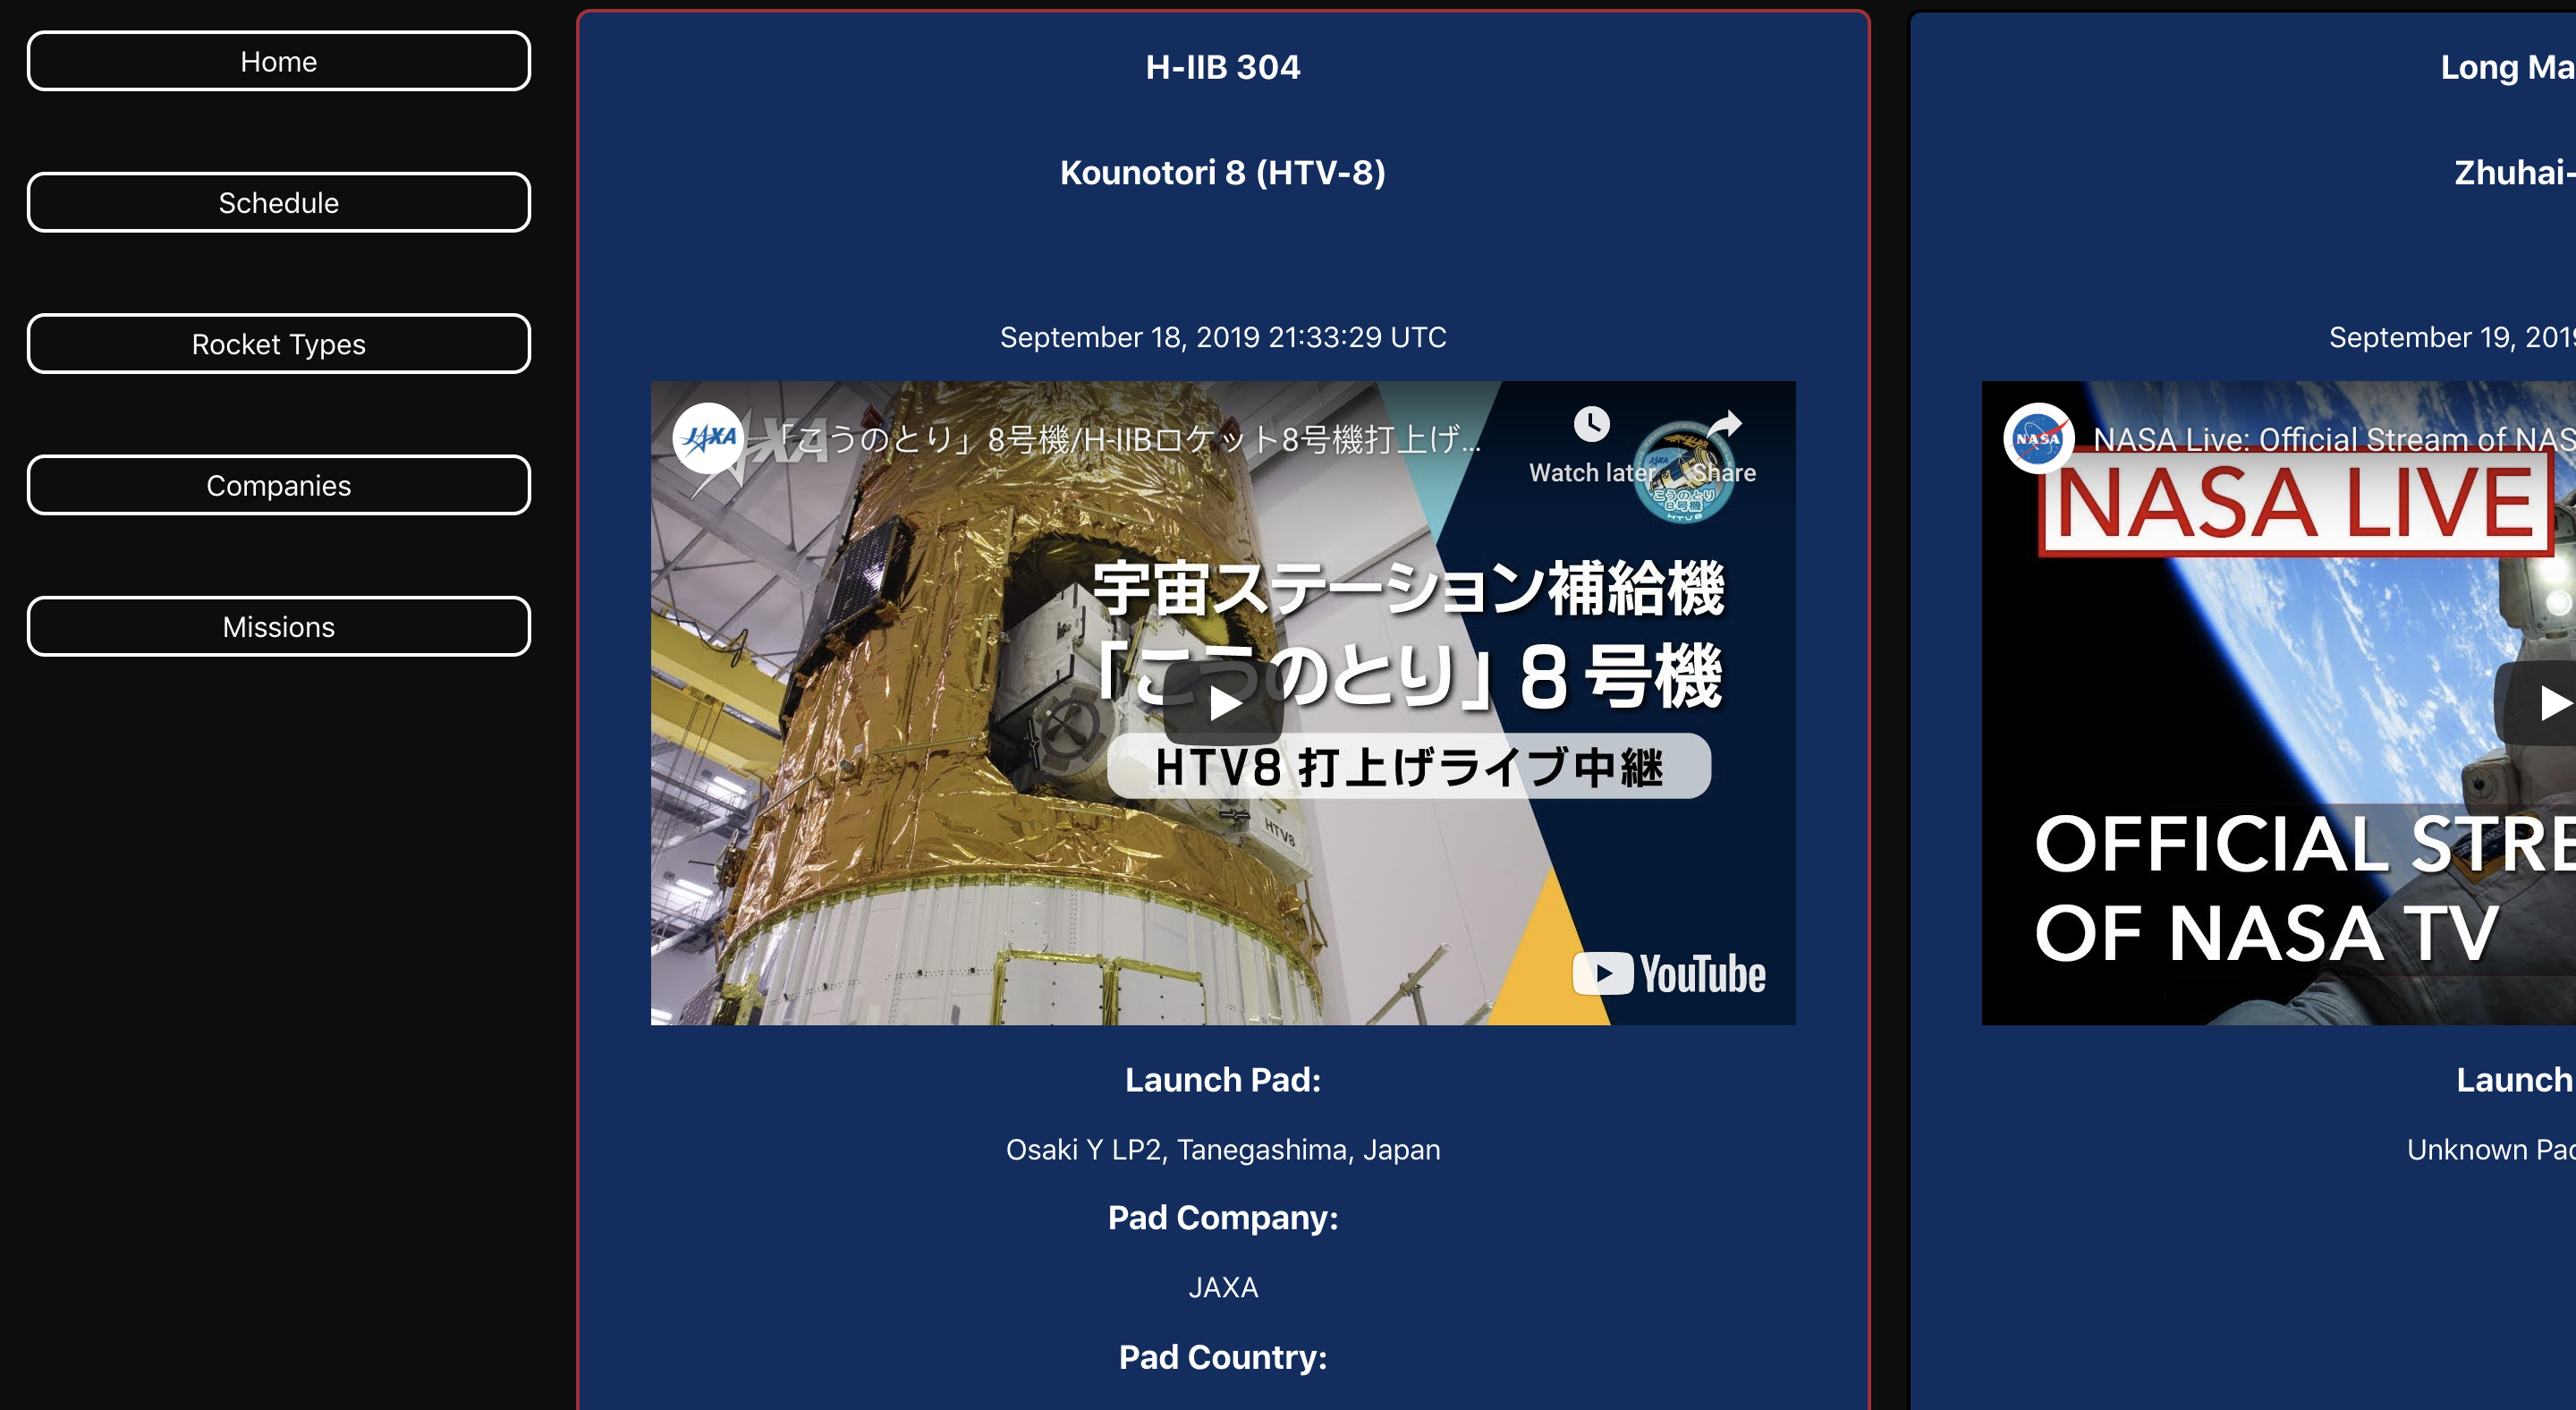 Home
Schedule
Rocket Types
Companies
Missions
H-IIB 304
Kounotori 8 (HTV-8)
September 18, 2019 21:33:29 UTC
JAXA
「こうのとり」8号機/H-IIBロケット8号機打上げ...
Watch later
Share
こうのとり
8号機
HTV8
宇宙ステーション補給機
「こうのとり」8号機
HTV8 打上げライブ中継
HTV8
YouTube
Launch Pad:
Osaki Y LP2, Tanegashima, Japan
Pad Company:
JAXA
Pad Country:
Long Ma
Zhuhai-
September 19, 2019
NASA
NASA Live: Official Stream of NAS
NASA LIVE
OFFICIAL STRE
OF NASA TV
Launch
Unknown Pad